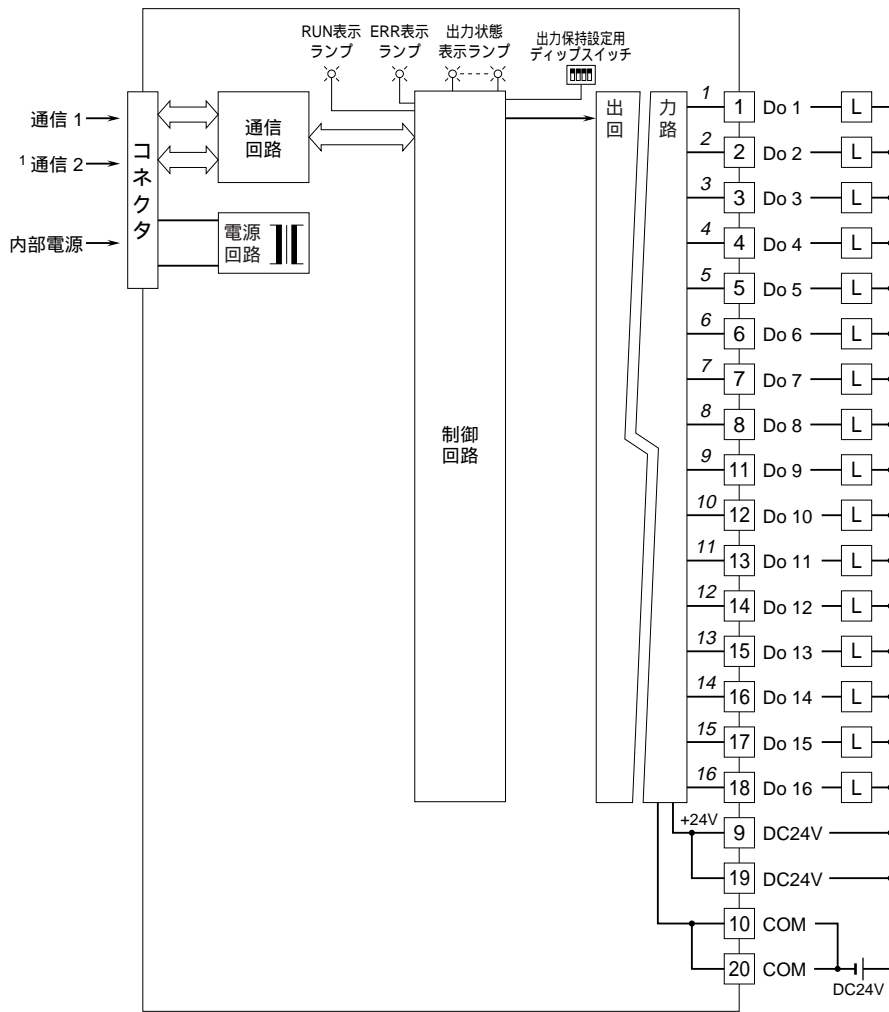 RUN表示
ランプ
ERR表示
ランプ
出力状態
表示ランプ
出力保持設定用
ディップスイッチ
通信 1
1 通信 2
内部電源
コネクタ
通信
回路
電源
回路
制御
回路
出力
回路
1 1 Do 1 L
2 2 Do 2 L
3 3 Do 3 L
4 4 Do 4 L
5 5 Do 5 L
6 6 Do 6 L
7 7 Do 7 L
8 8 Do 8 L
9 11 Do 9 L
10 12 Do 10 L
11 13 Do 11 L
12 14 Do 12 L
13 15 Do 13 L
14 16 Do 14 L
15 17 Do 15 L
16 18 Do 16 L
+24V 9 DC24V
19 DC24V
10 COM
20 COM
DC24V